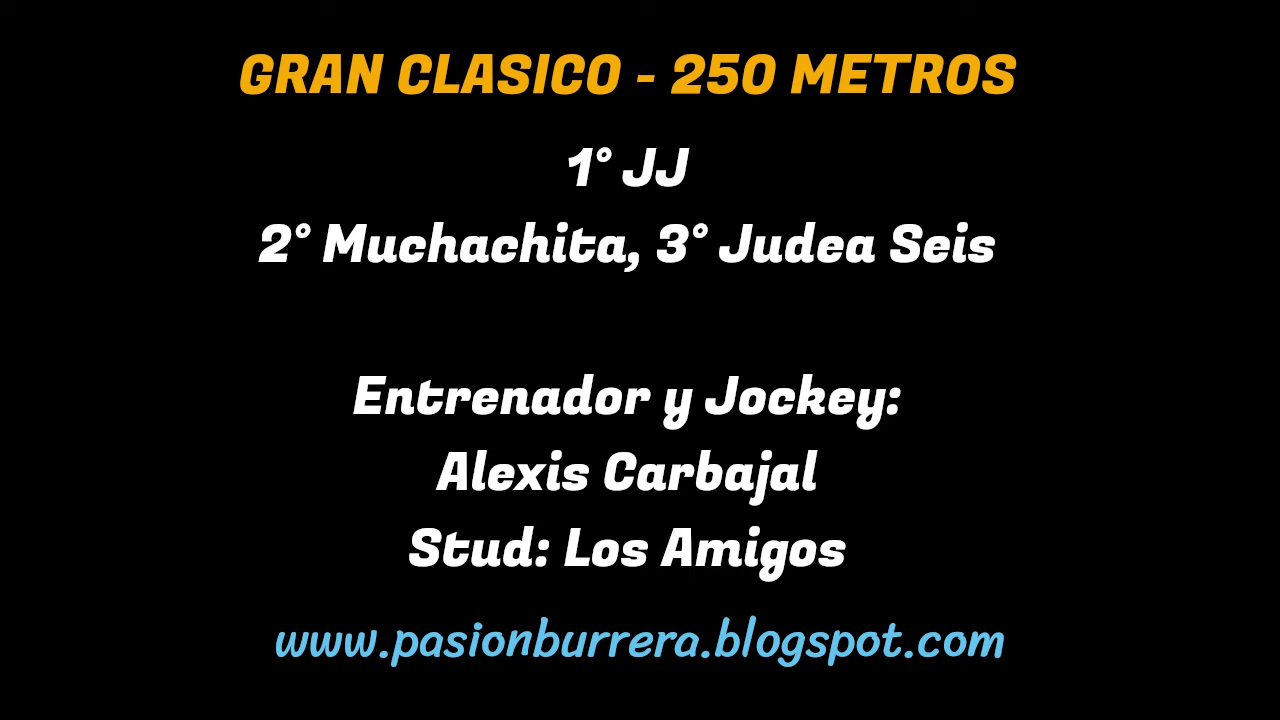 GRAN CLASICO - 250 METROS
1° JJ
2° Muchachita, 3° Judea Seis
Entrenador y Jockey:
Alexis Carbajal
Stud: Los Amigos
www.pasionburrera.blogspot.com